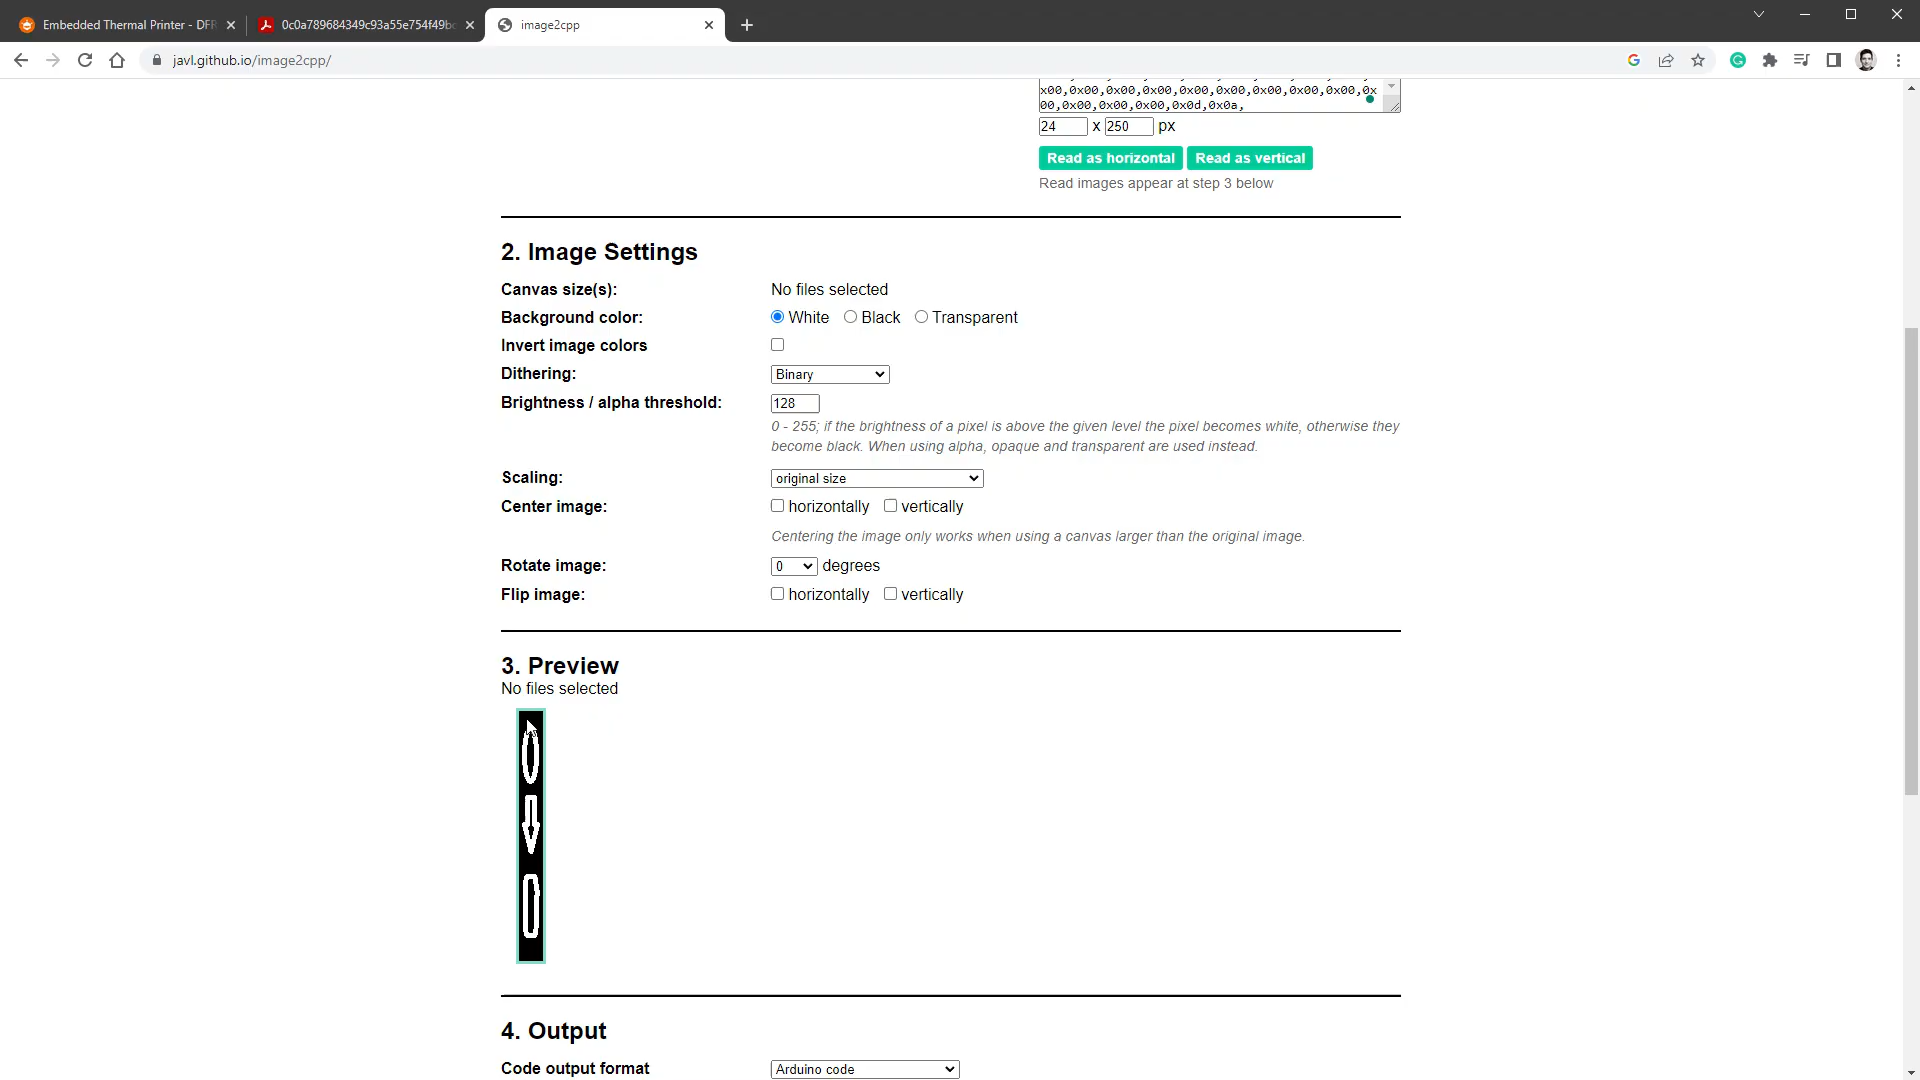 Embedded Thermal Printer - DFR
0c0a789684349c93a55e754f49b
image2cpp
javl.github.io/image2cpp/
x00,0x00,0x00,0x00,0x00,0x00,0x00,0x00,0x00,0x
00,0x00,0x00,0x00,0x0d,0x0a,
24 x 250 px
Read as horizontal Read as vertical
Read images appear at step 3 below
2. Image Settings
Canvas size(s): No files selected
Background color: White Black Transparent
Invert image colors
Dithering: Binary
Brightness / alpha threshold: 128
0 - 255; if the brightness of a pixel is above the given level the pixel becomes white, otherwise they
become black. When using alpha, opaque and transparent are used instead.
Scaling: original size
Center image: horizontally vertically
Centering the image only works when using a canvas larger than the original image.
Rotate image: 0 degrees
Flip image: horizontally vertically
3. Preview
No files selected
4. Output
Code output format Arduino code